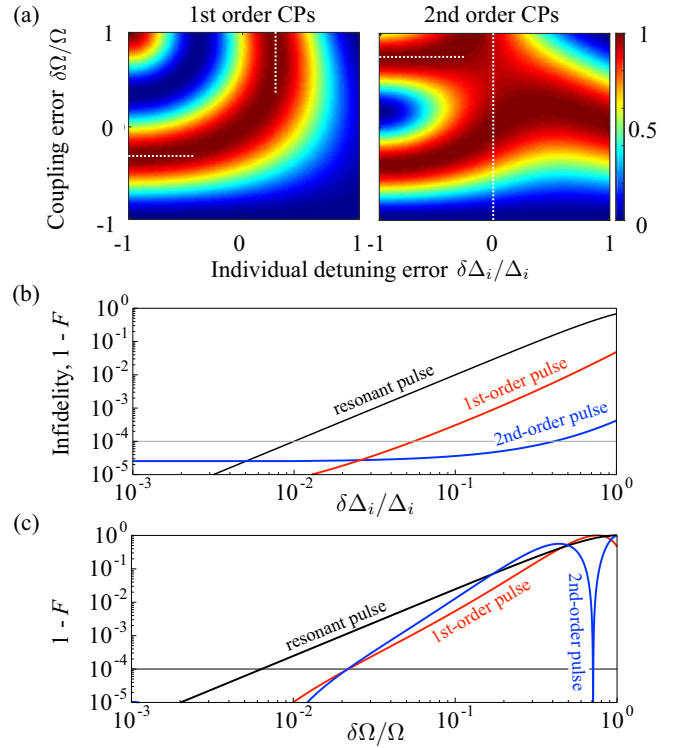 (a)
1st order CPs
2nd order CPs
Coupling error δΩ/Ω
1
0
-1
-1
0
1
-1
0
1
1
0.5
0
Individual detuning error δΔ_i/Δ_i
(b)
Infidelity, 1 - F
10^0
10^-1
10^-2
10^-3
10^-4
10^-5
resonant pulse
1st-order pulse
2nd-order pulse
10^-3
10^-2
10^-1
10^0
δΔ_i/Δ_i
(c)
1 - F
10^0
10^-1
10^-2
10^-3
10^-4
10^-5
resonant pulse
1st-order pulse
2nd-order pulse
10^-3
10^-2
10^-1
10^0
δΩ/Ω